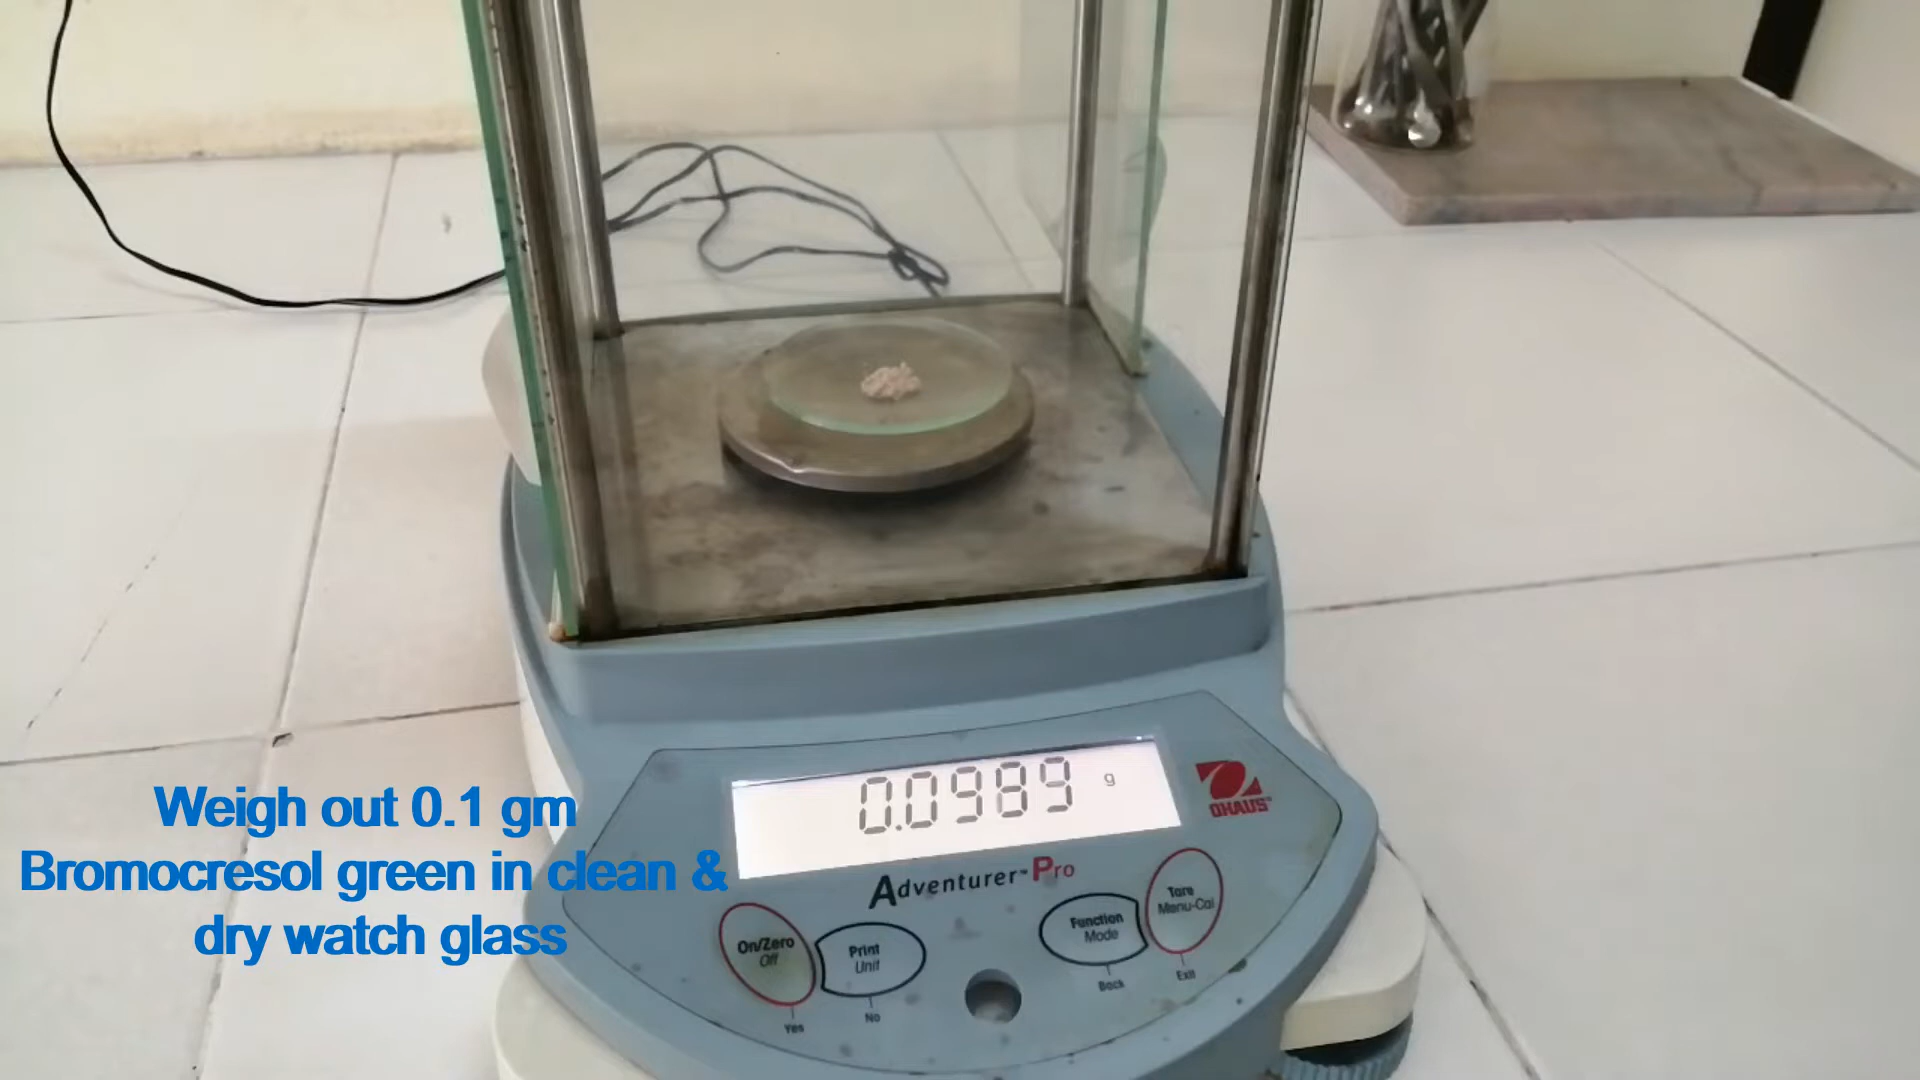 0.0989 g
OHAUS
Adventurer™ Pro
Weigh out 0.1 gm
Bromocresol green in clean &
dry watch glass
On/Zero
Off
Yes
Print
Unit
No
Function
Mode
Back
Tare
Menu-Cal
Exit